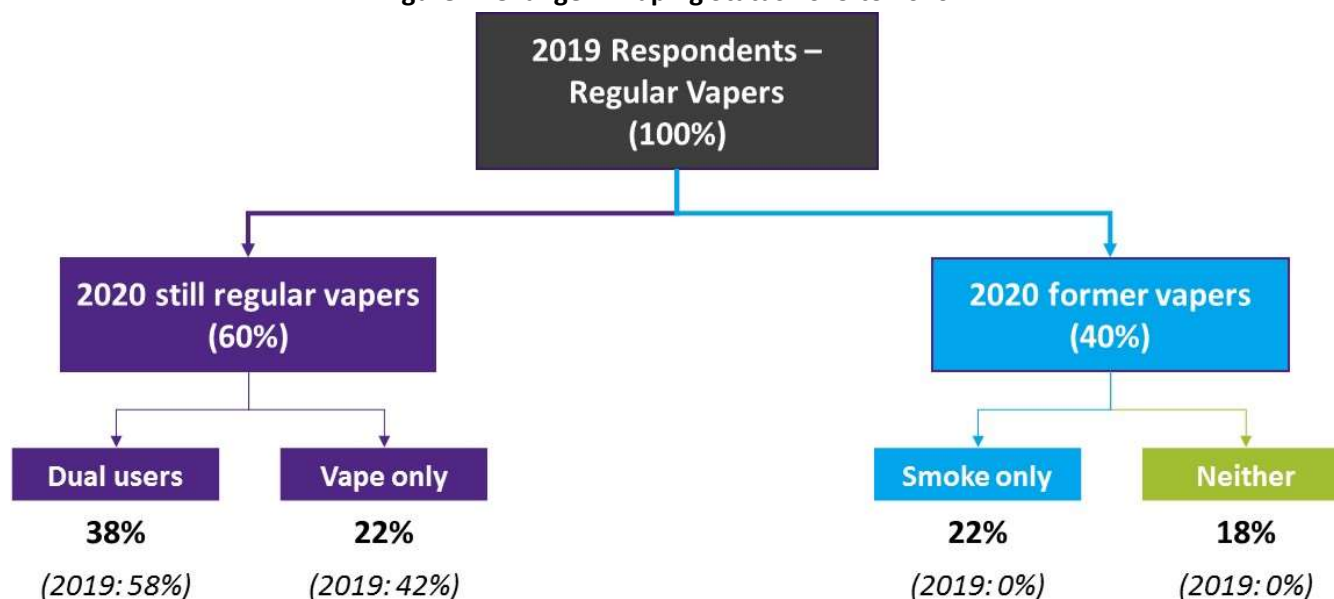 2019 Respondents –
Regular Vapers
(100%)
2020 still regular vapers
(60%)
2020 former vapers
(40%)
Dual users
Vape only
Smoke only
Neither
38%
22%
22%
18%
(2019: 58%)
(2019: 42%)
(2019: 0%)
(2019: 0%)